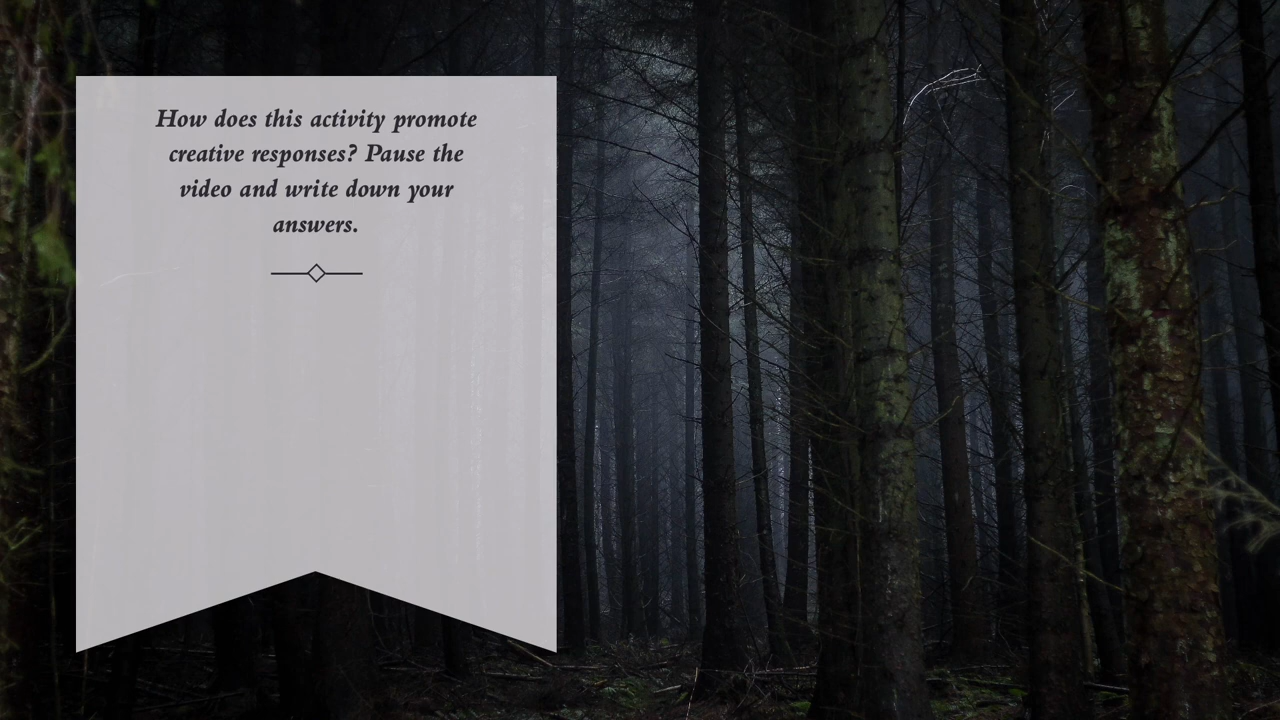 How does this activity promote
creative responses? Pause the
video and write down your
answers.